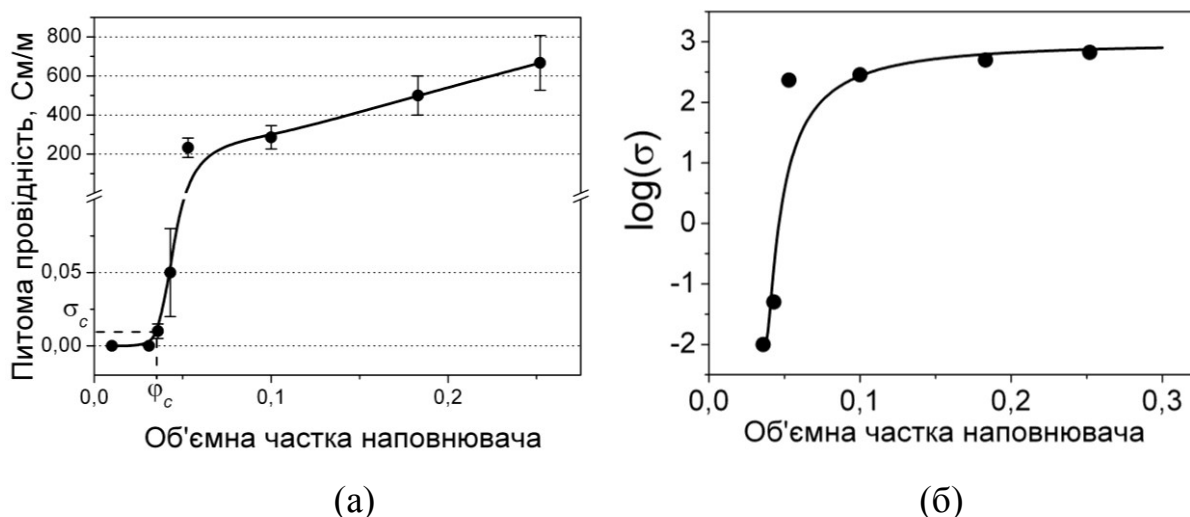 Питома провідність, См/м
800
600
400
200
0,05
σc
0,00
0,0
φc
0,1
0,2
Об'ємна частка наповнювача
(а)
log(σ)
3
2
1
0
-1
-2
0,0
0,1
0,2
0,3
Об'ємна частка наповнювача
(б)